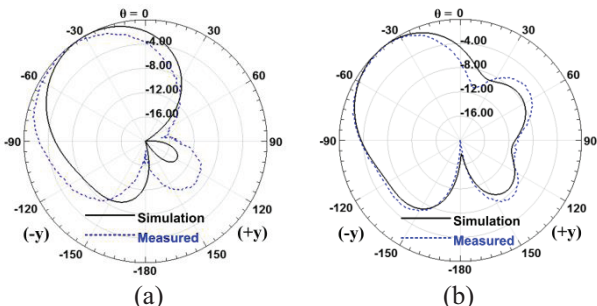 θ = 0
-30
30
-60
60
-90
90
-120
120
-150
150
-180
-4.00
-8.00
-12.00
-16.00
(-y)
(+y)
Simulation
Measured
(a)
θ = 0
-30
30
-60
60
-90
90
-120
120
-150
150
-180
-4.00
-8.00
-12.00
-16.00
(-y)
(+y)
Simulation
Measured
(b)